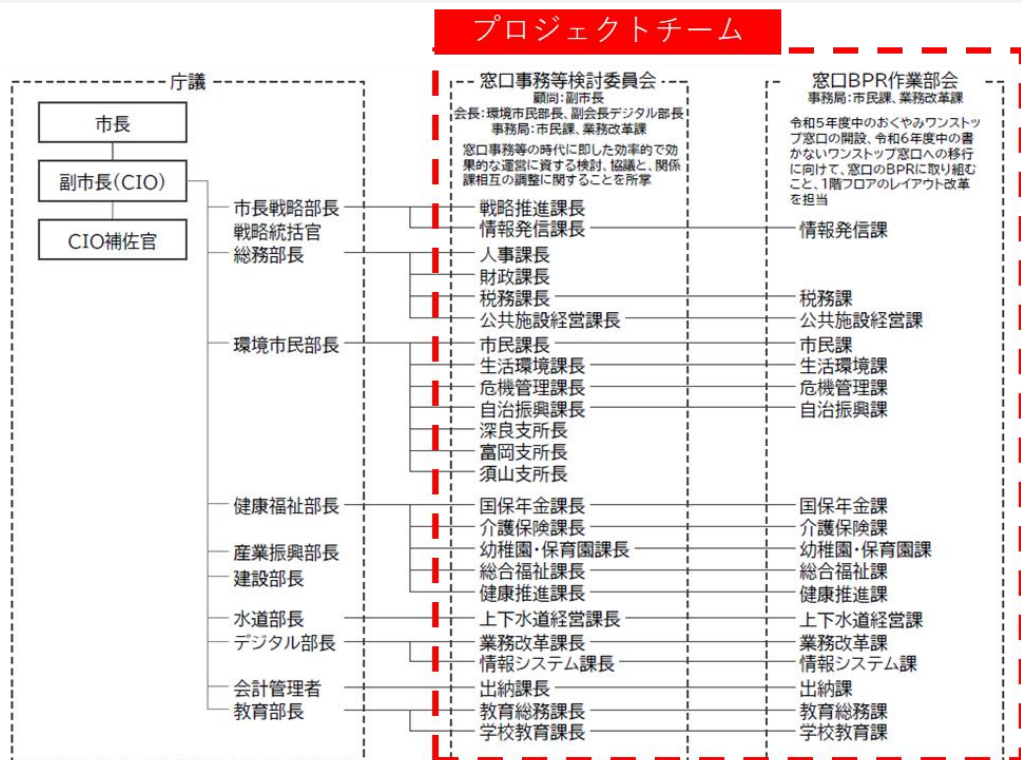 プロジェクトチーム
庁議
市長
副市長(CIO)
CIO補佐官
市長戦略部長
戦略統括官
総務部長
環境市民部長
健康福祉部長
産業振興部長
建設部長
水道部長
デジタル部長
会計管理者
教育部長
窓口事務等検討委員会
顧問:副市長
会長:環境市民部長、副会長デジタル部長
事務局:市民課、業務改革課
窓口事務等の時代に即した効率的で効
果的な運営に資する検討、協議と、関係
課相互の調整に関することを所掌
戦略推進課長
情報発信課長
人事課長
財政課長
税務課長
公共施設経営課長
市民課長
生活環境課長
危機管理課長
自治振興課長
深良支所長
富岡支所長
須山支所長
国保年金課長
介護保険課長
幼稚園・保育園課長
総合福祉課長
健康推進課長
上下水道経営課長
業務改革課長
情報システム課長
出納課長
教育総務課長
学校教育課長
窓口BPR作業部会
事務局:市民課、業務改革課
令和5年度中のおくやみワンストッ
プ窓口の開設、令和6年度中の書
かないワンストップ窓口への移行
に向けて、窓口のBPRに取り組む
こと、1階フロアのレイアウト改革
を担当
情報発信課
税務課
公共施設経営課
市民課
生活環境課
危機管理課
自治振興課
国保年金課
介護保険課
幼稚園・保育園課
総合福祉課
健康推進課
上下水道経営課
業務改革課
情報システム課
出納課
教育総務課
学校教育課